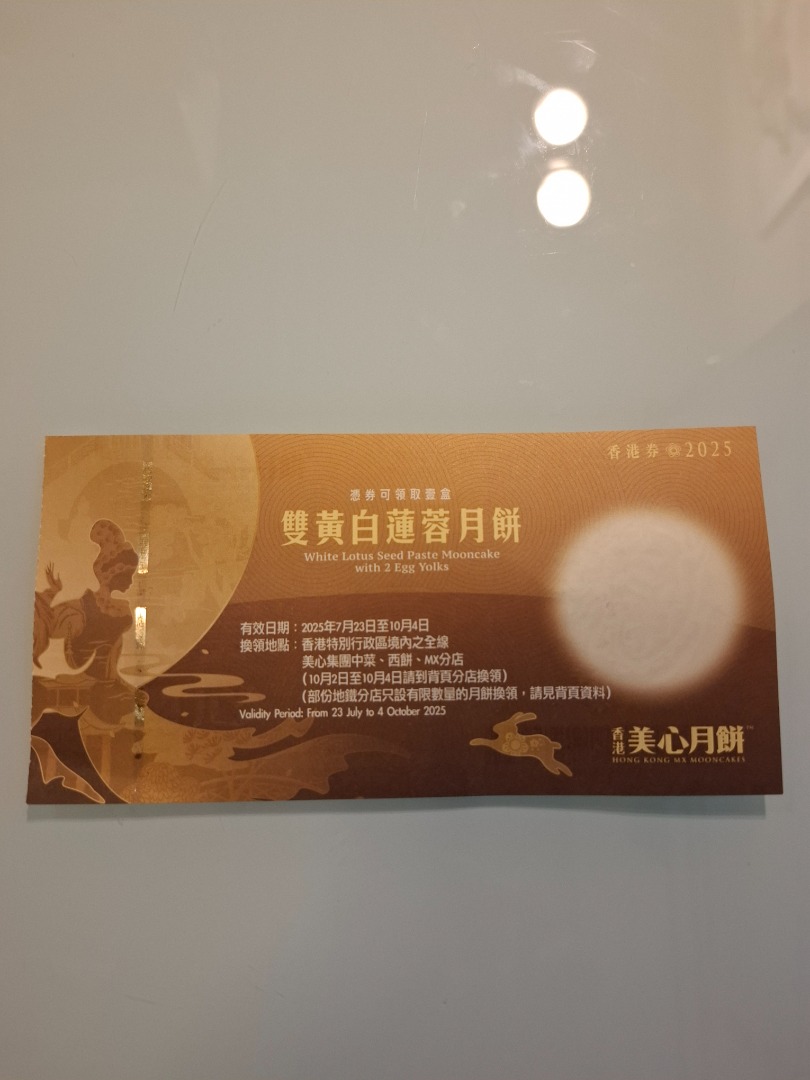 香港券 2025
憑券可領取壹盒
雙黃白蓮蓉月餅
White Lotus Seed Paste Mooncake
with 2 Egg Yolks
有效日期：2025年7月23日至10月4日
換領地點：香港特別行政區境內之全線
美心集團中菜、西餅、MX分店
(10月2日至10月4日請到背頁分店換領)
(部份地鐵分店只設有限數量的月餅換領，請見背頁資料)
Validity Period: From 23 July to 4 October 2025
香港美心月餅™
HONG KONG MX MOONCAKES